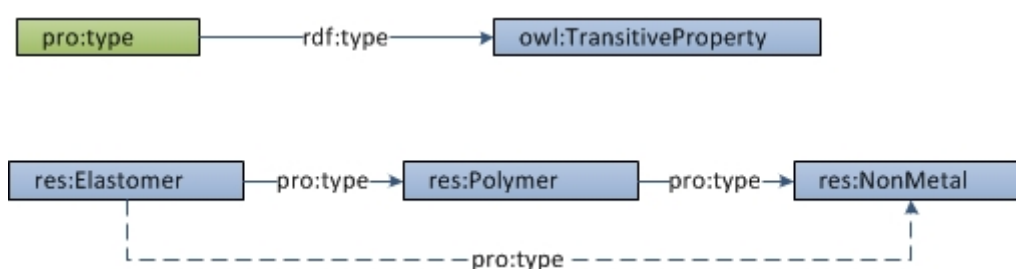 pro:type rdf:type owl:TransitiveProperty
res:Elastomer pro:type res:Polymer pro:type res:NonMetal
pro:type